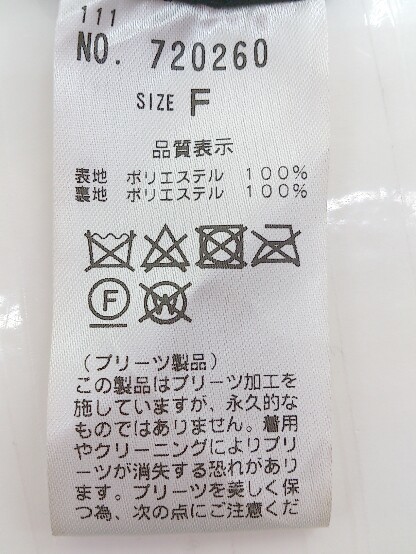 111
NO. 720260
SIZE F
品質表示
表地 ポリエステル 100%
裏地 ポリエステル 100%
F
W
(プリーツ製品)
この製品はプリーツ加工を
施していますが、永久的な
ものではありません。着用
やクリーニングによりプリ
ーツが消失する恐れがあり
ます。プリーツを美しく保
つ為、次の点にご注意くだ